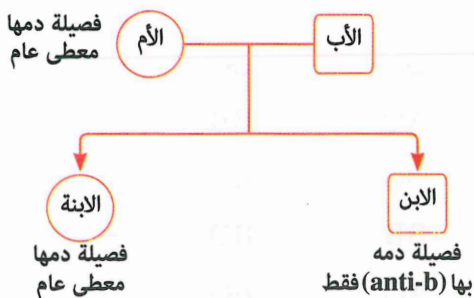 فصيلة دمها
معطى عام
الأم
الأب
الابنة
الابن
فصيلة دمها
معطى عام
فصيلة دمه
بها (anti-b) فقط